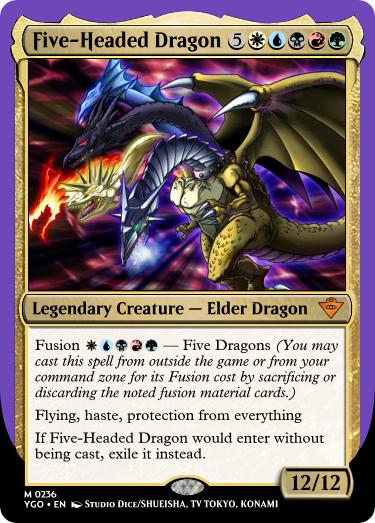 Five-Headed Dragon 5
Legendary Creature — Elder Dragon
Fusion — Five Dragons (You may
cast this spell from outside the game or from your
command zone for its Fusion cost by sacrificing or
discarding the noted fusion material cards.)
Flying, haste, protection from everything
If Five-Headed Dragon would enter without
being cast, exile it instead.
12/12
M 0236
YGO • EN Studio Dice/SHUEISHA, TV TOKYO, KONAMI